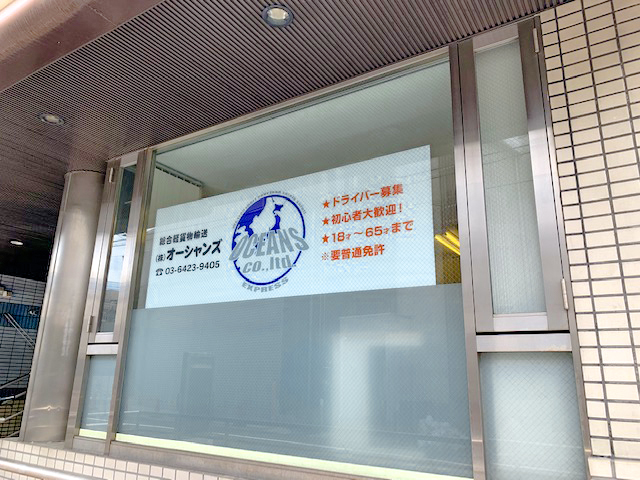 総合軽貨物輸送
(株)オーシャンズ
☎ 03-6423-9405
OCEANS
co.,ltd
EXPRESS
★ドライバー募集
★初心者大歓迎！
★18才～65才まで
※要普通免許